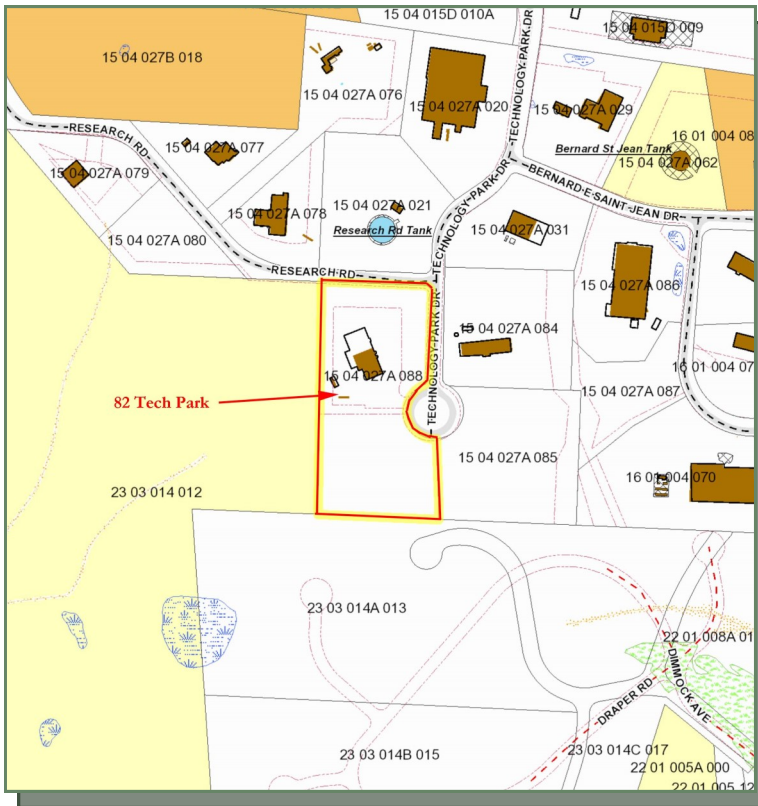 15 04 015D 010A
15 04 015D 009
15 04 027B 018
15 04 027A 076
15 04 027A 020
TECHNOLOGY PARK DR
15 04 027A 029
16 01 004 08
Bernard St Jean Tank
15 04 027A 062
RESEARCH RD
15 04 027A 077
15 04 027A 079
BERNARD E SAINT JEAN DR
TECHNOLOGY PARK DR
15 04 027A 021
15 04 027A 078
Research Rd Tank
15 04 027A 031
15 04 027A 080
RESEARCH RD
15 04 027A 086
TECHNOLOGY PARK DR
15 04 027A 084
15 04 027A 088
16 01 004 07
15 04 027A 087
82 Tech Park
15 04 027A 085
16 01 004 070
23 03 014 012
23 03 014A 013
22 01 008A 01
DIMMOCK AVE
DRAPER RD
23 03 014B 015
23 03 014C 017
22 01 005A 000
22 01 005 12